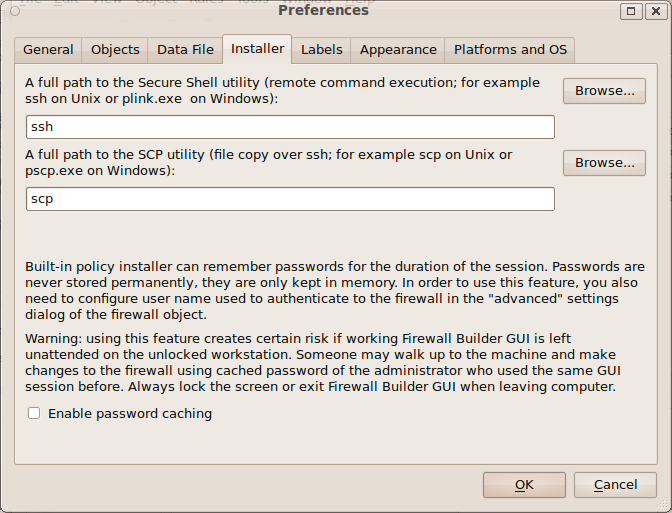 Preferences
General Objects Data File Installer Labels Appearance Platforms and OS
A full path to the Secure Shell utility (remote command execution; for example
ssh on Unix or plink.exe on Windows):
Browse...
ssh
A full path to the SCP utility (file copy over ssh; for example scp on Unix or
pscp.exe on Windows):
Browse...
scp
Built-in policy installer can remember passwords for the duration of the session. Passwords are
never stored permanently, they are only kept in memory. In order to use this feature, you also
need to configure user name used to authenticate to the firewall in the "advanced" settings
dialog of the firewall object.
Warning: using this feature creates certain risk if working Firewall Builder GUI is left
unattended on the unlocked workstation. Someone may walk up to the machine and make
changes to the firewall using cached password of the administrator who used the same GUI
session before. Always lock the screen or exit Firewall Builder GUI when leaving computer.
Enable password caching
OK Cancel